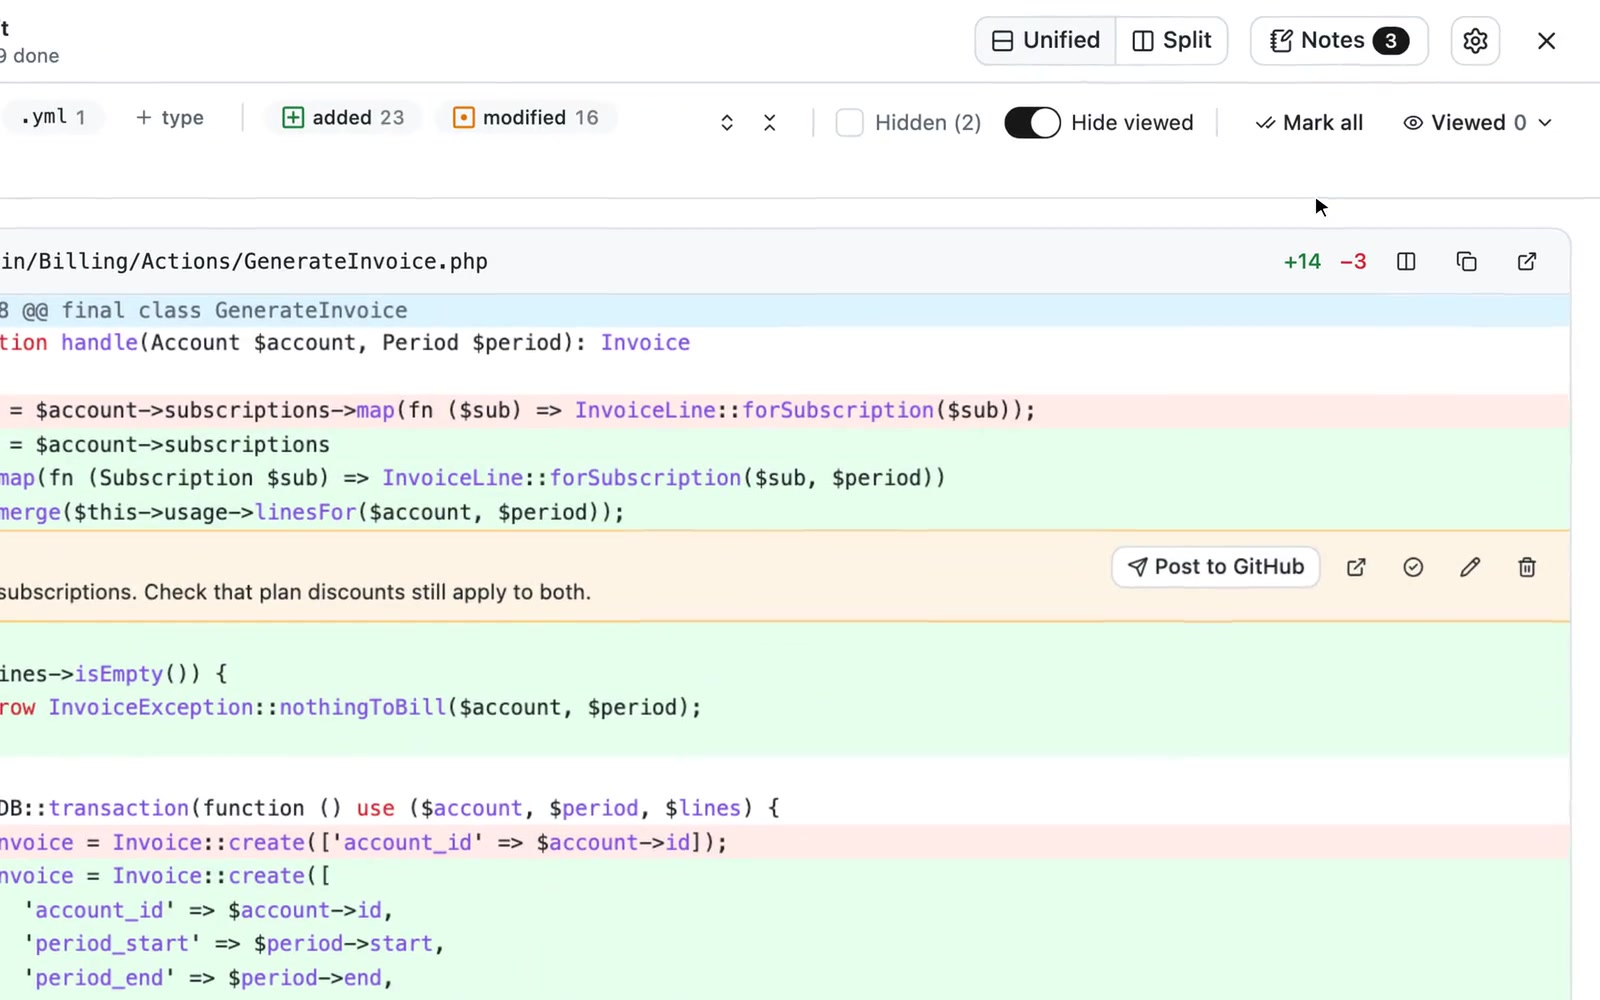 t
9 done
Unified
Split
Notes 3
.yml 1
+ type
added 23
modified 16
Hidden (2)
Hide viewed
Mark all
Viewed 0
in/Billing/Actions/GenerateInvoice.php
+14 −3
8 @@ final class GenerateInvoice
tion handle(Account $account, Period $period): Invoice
= $account->subscriptions->map(fn ($sub) => InvoiceLine::forSubscription($sub));
= $account->subscriptions
map(fn (Subscription $sub) => InvoiceLine::forSubscription($sub, $period))
merge($this->usage->linesFor($account, $period));
Post to GitHub
subscriptions. Check that plan discounts still apply to both.
ines->isEmpty()) {
row InvoiceException::nothingToBill($account, $period);
DB::transaction(function () use ($account, $period, $lines) {
nvoice = Invoice::create(['account_id' => $account->id]);
nvoice = Invoice::create([
'account_id' => $account->id,
'period_start' => $period->start,
'period_end' => $period->end,